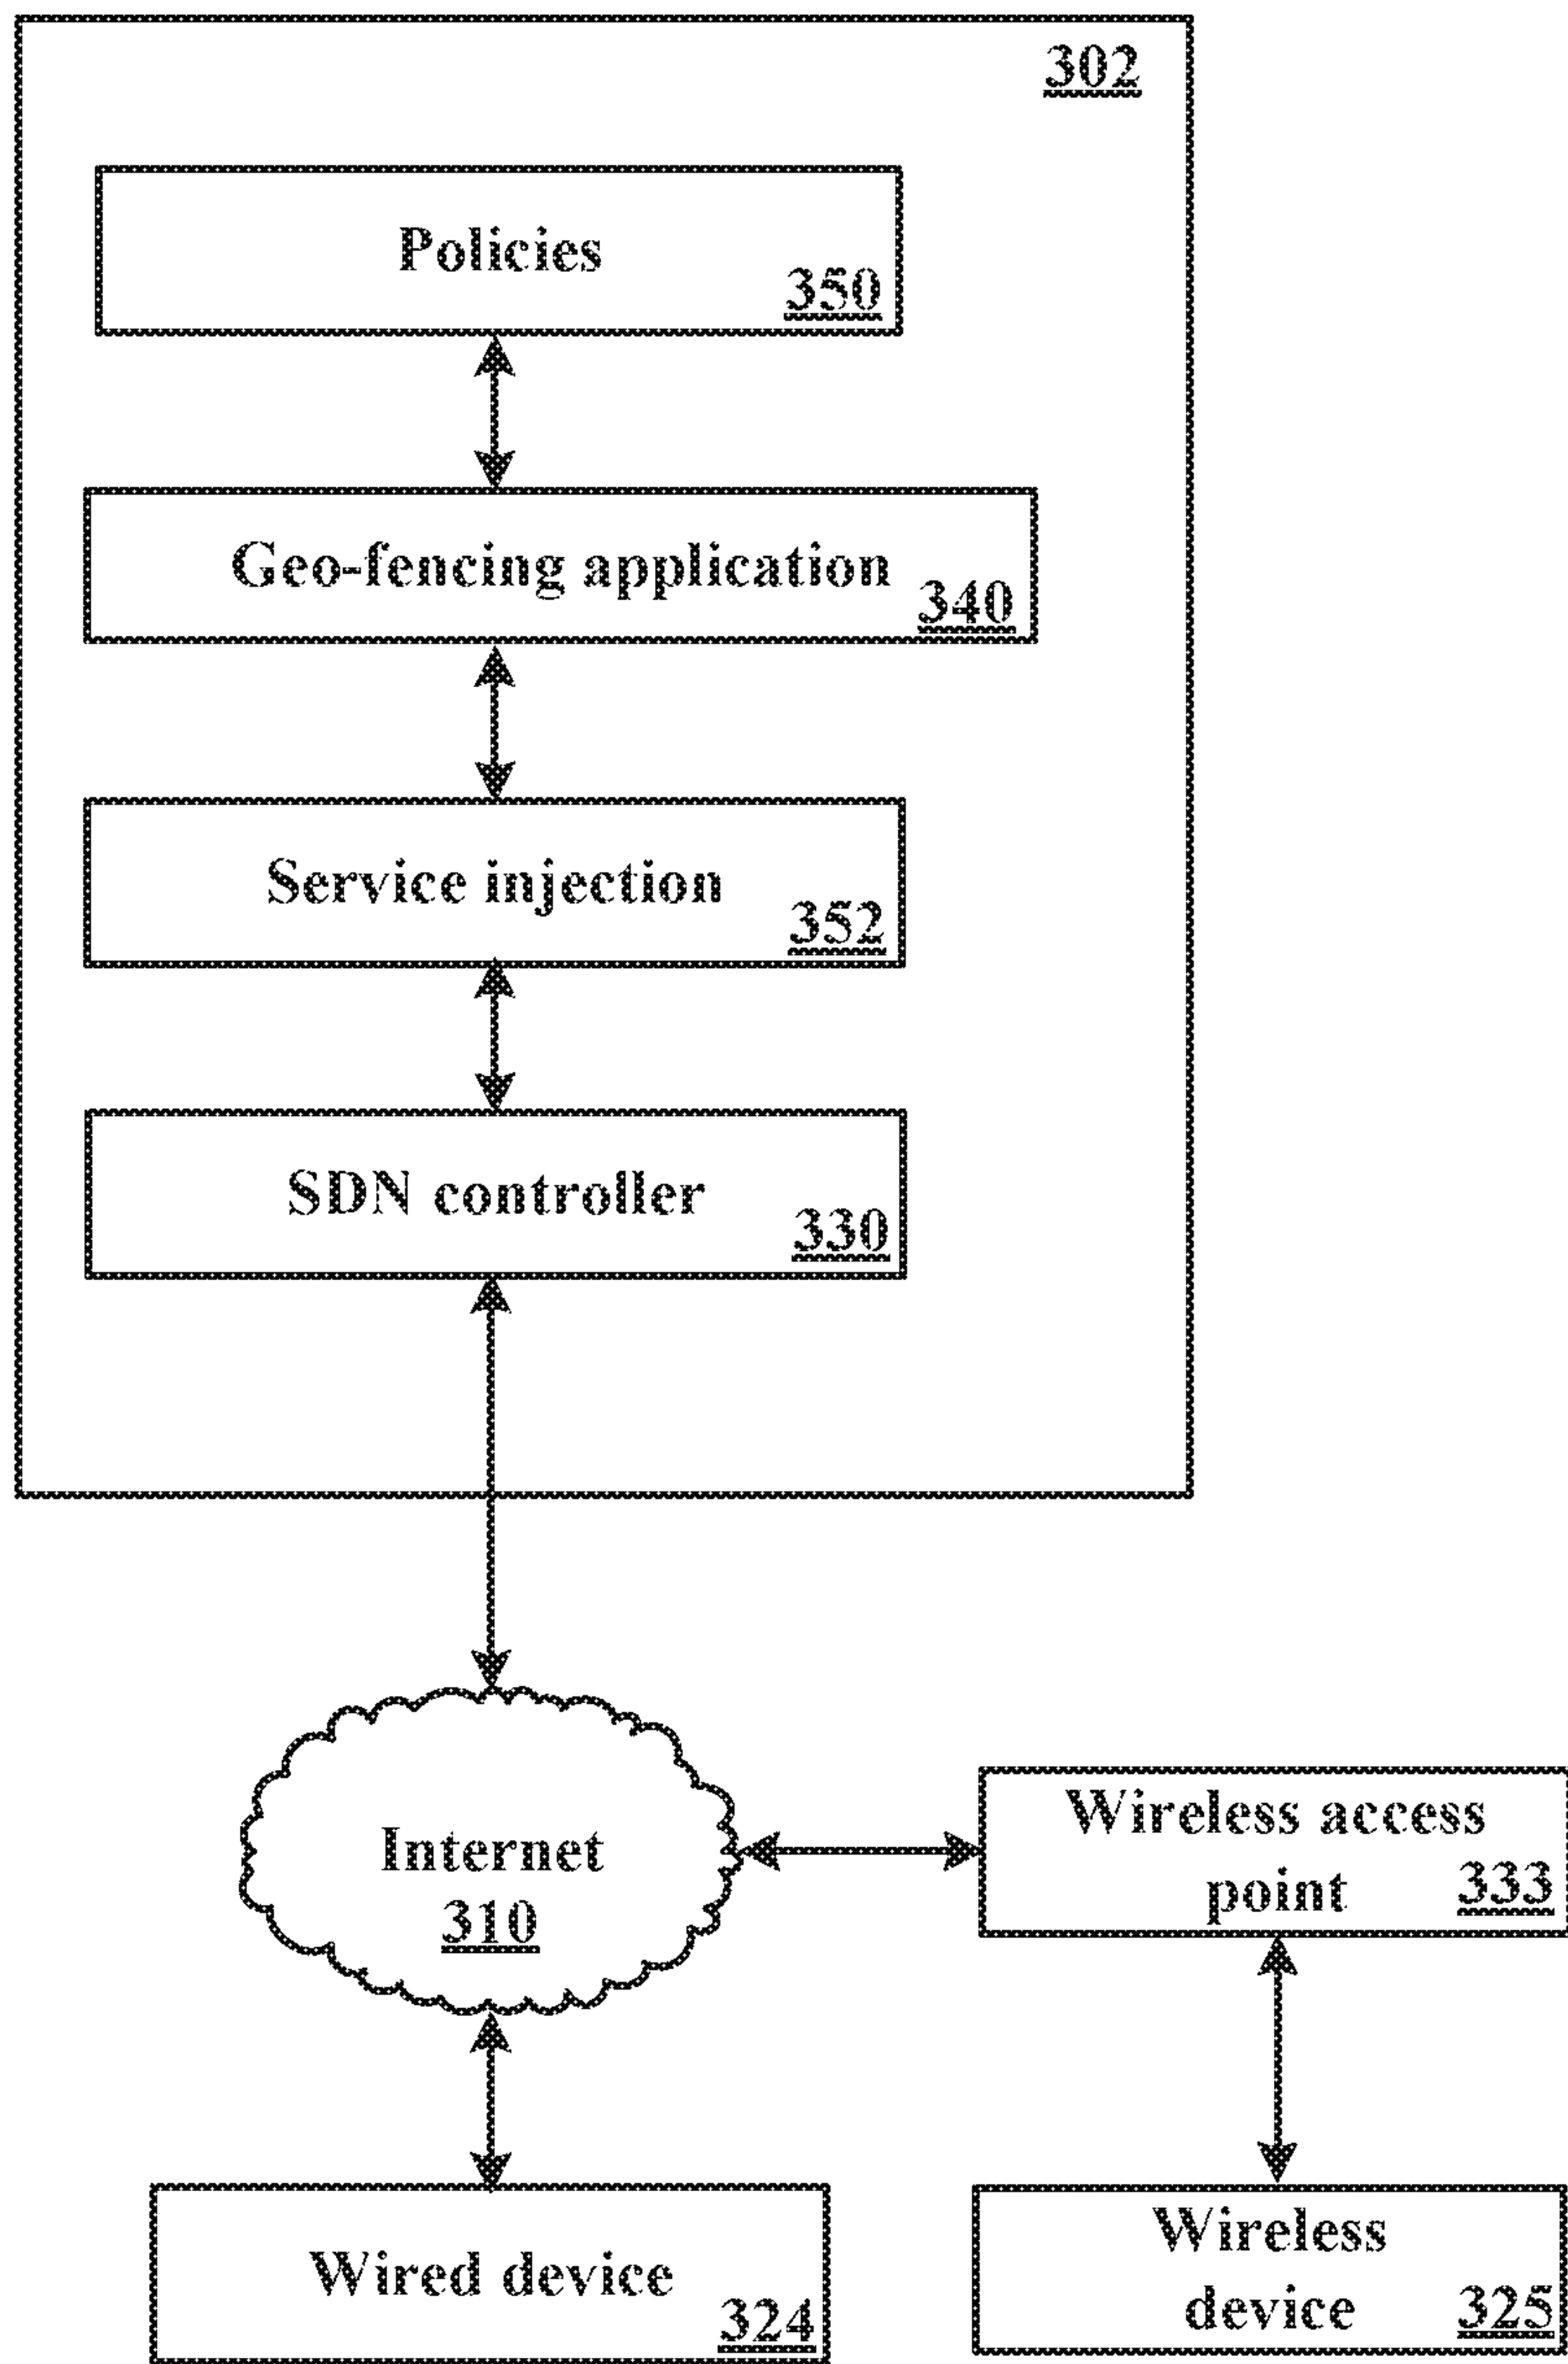 302
Policies
350
Geo-fencing application
340
Service injection
352
SDN controller
330
Internet
310
Wireless access
point 333
Wired device
324
Wireless
device 325